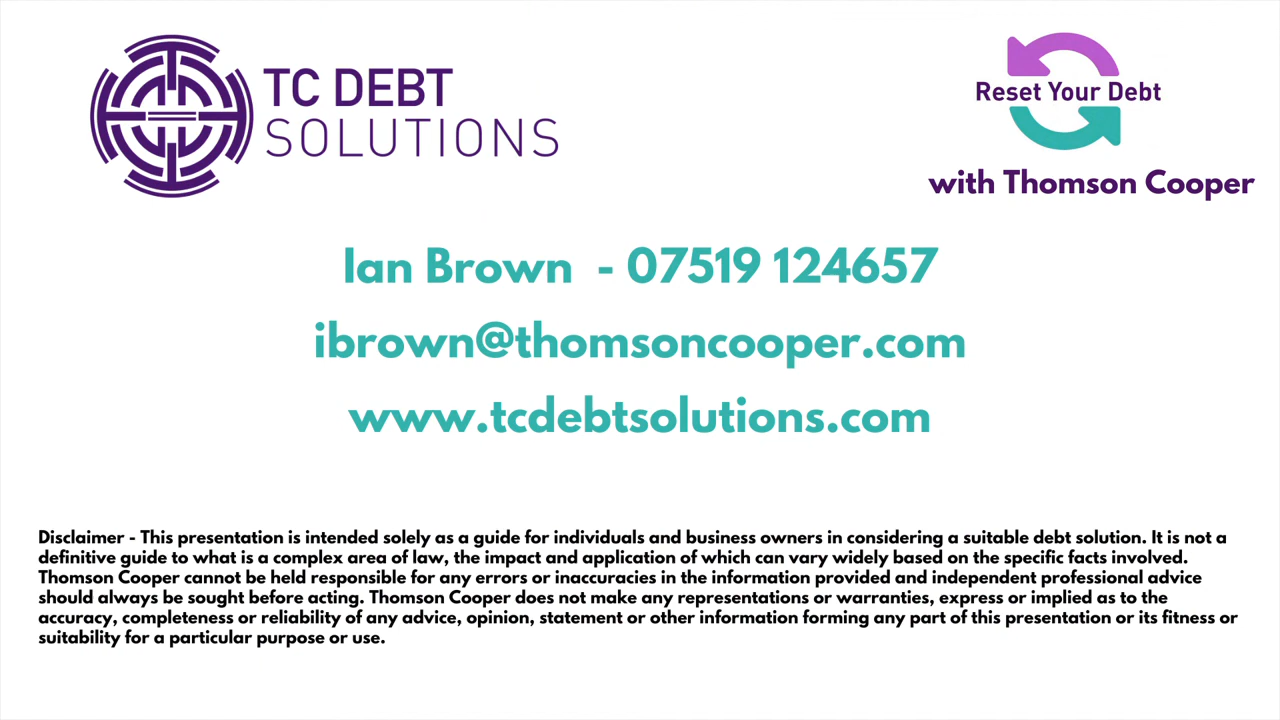 TC DEBT
SOLUTIONS
Reset Your Debt
with Thomson Cooper
Ian Brown - 07519 124657
ibrown@thomsoncooper.com
www.tcdebtsolutions.com
Disclaimer - This presentation is intended solely as a guide for individuals and business owners in considering a suitable debt solution. It is not a
definitive guide to what is a complex area of law, the impact and application of which can vary widely based on the specific facts involved.
Thomson Cooper cannot be held responsible for any errors or inaccuracies in the information provided and independent professional advice
should always be sought before acting. Thomson Cooper does not make any representations or warranties, express or implied as to the
accuracy, completeness or reliability of any advice, opinion, statement or other information forming any part of this presentation or its fitness or
suitability for a particular purpose or use.